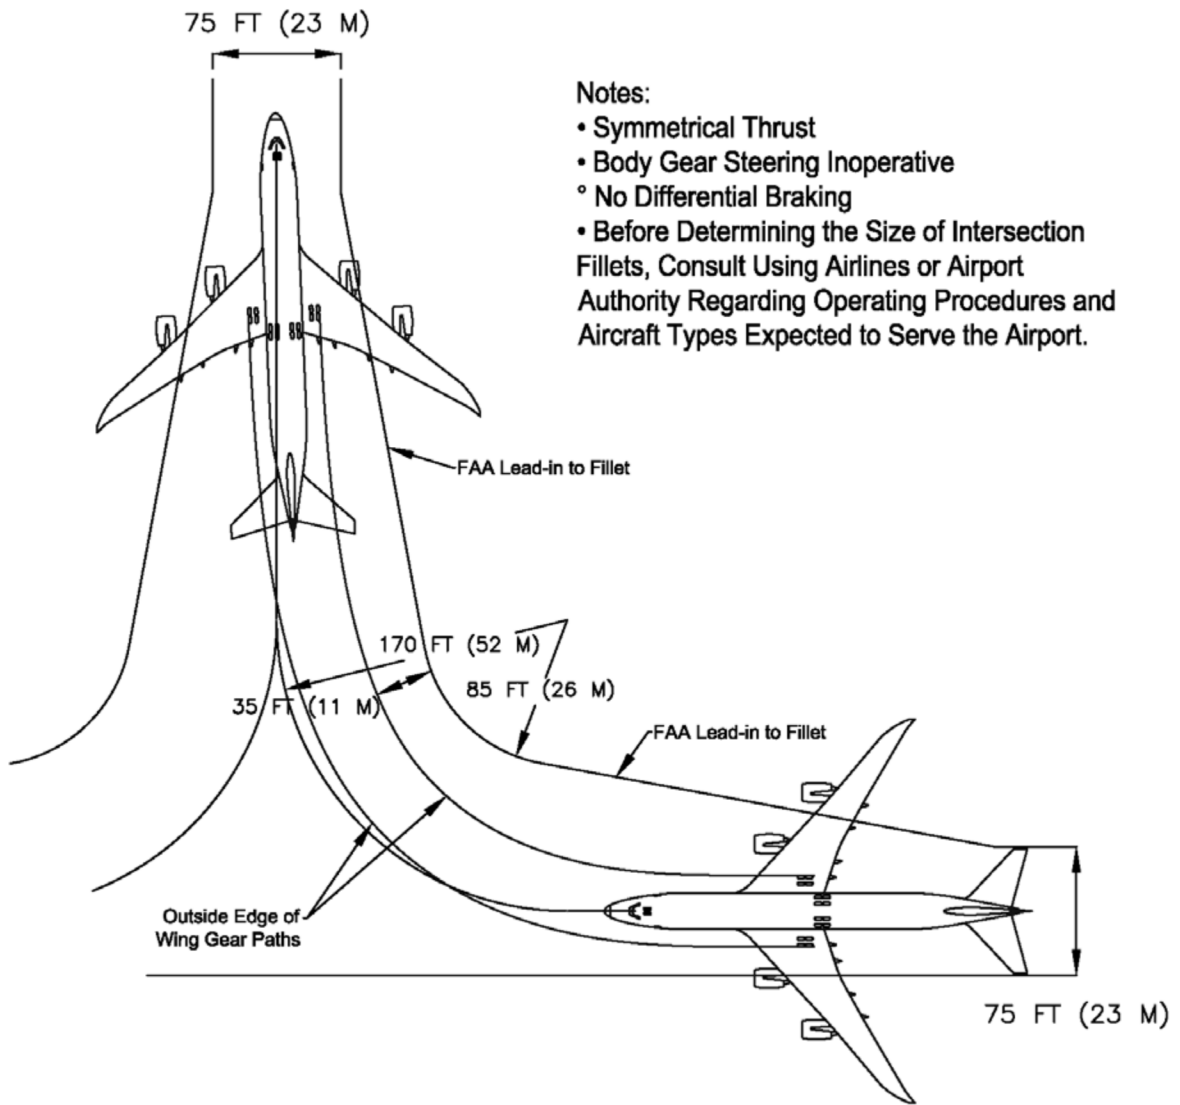 75 FT (23 M)
Notes:
• Symmetrical Thrust
• Body Gear Steering Inoperative
° No Differential Braking
• Before Determining the Size of Intersection
Fillets, Consult Using Airlines or Airport
Authority Regarding Operating Procedures and
Aircraft Types Expected to Serve the Airport.
FAA Lead-in to Fillet
170 FT (52 M)
85 FT (26 M)
35 FT (11 M)
FAA Lead-in to Fillet
Outside Edge of
Wing Gear Paths
75 FT (23 M)